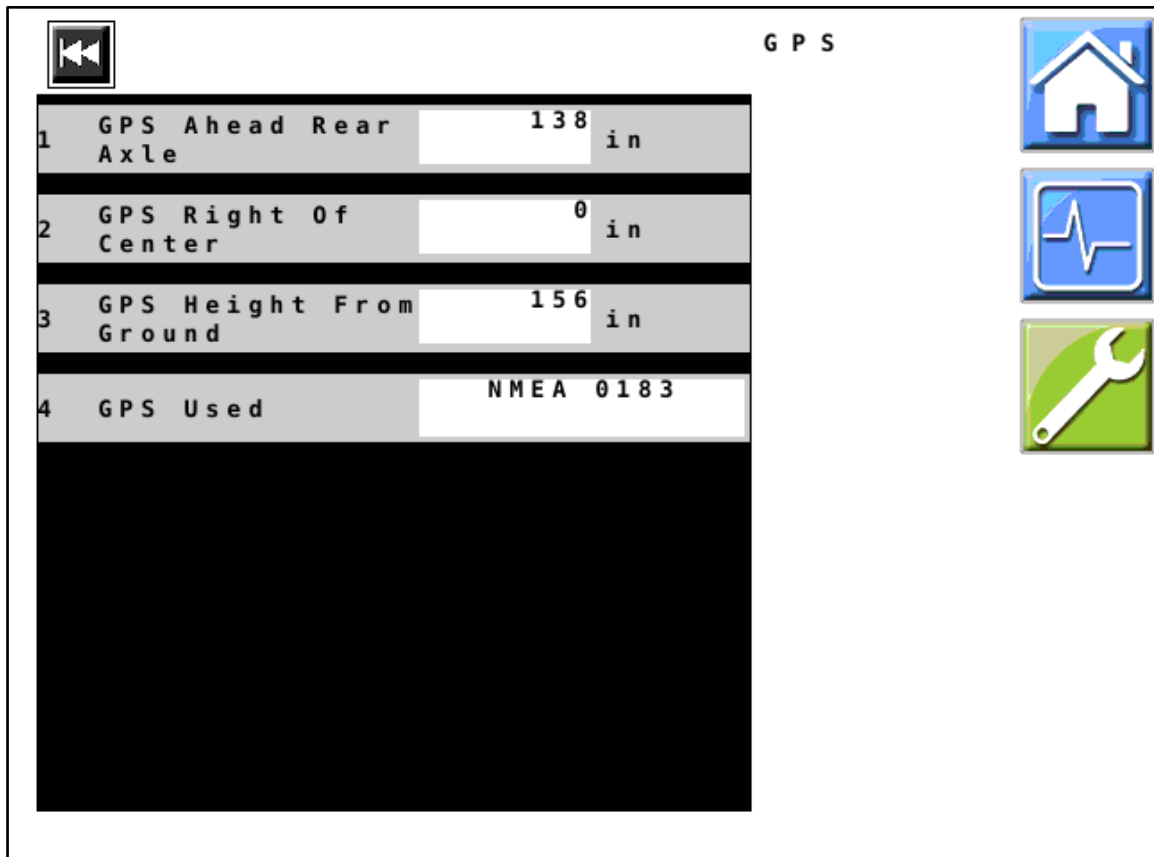 GPS
1 GPS Ahead Rear Axle 138 in
2 GPS Right Of Center 0 in
3 GPS Height From Ground 156 in
4 GPS Used NMEA 0183